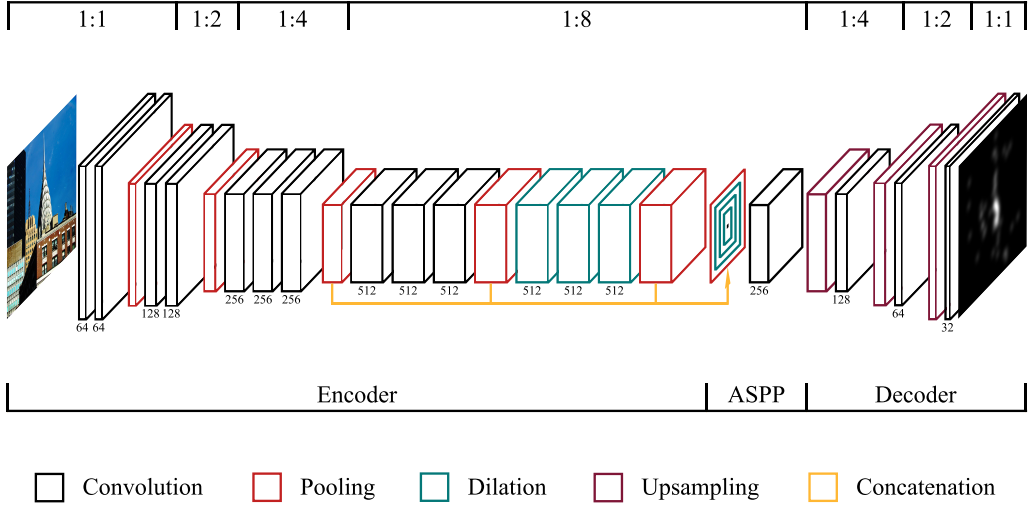 1:1 1:2 1:4 1:8 1:4 1:2 1:1
64 64 128 128 256 256 256 512 512 512 512 512 512 256 128 64 32
Encoder ASPP Decoder
Convolution Pooling Dilation Upsampling Concatenation